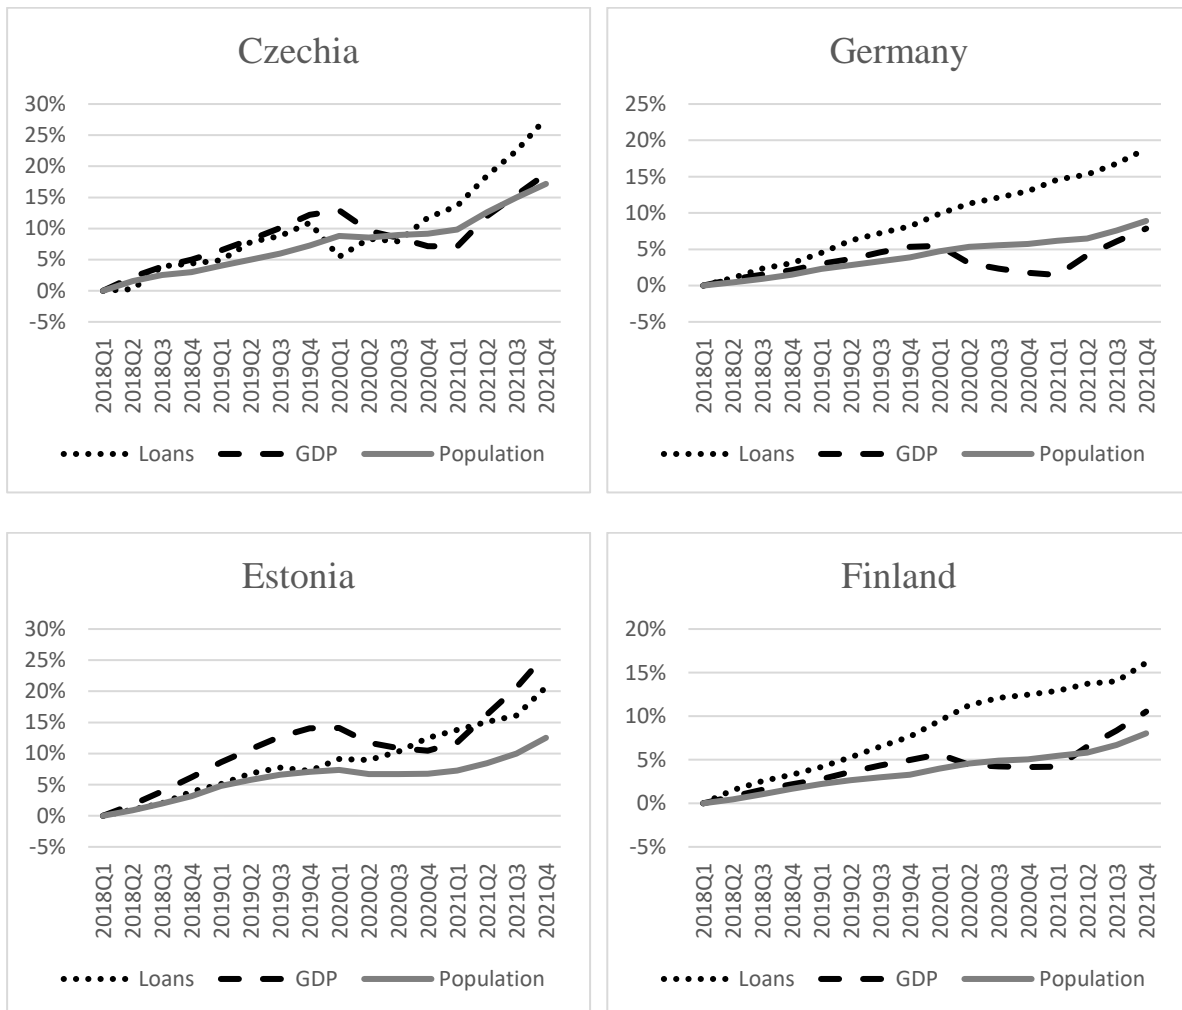 Czechia
30%
25%
20%
15%
10%
5%
0%
-5%
2018Q1
2018Q2
2018Q3
2018Q4
2019Q1
2019Q2
2019Q3
2019Q4
2020Q1
2020Q2
2020Q3
2020Q4
2021Q1
2021Q2
2021Q3
2021Q4
Loans GDP Population
Germany
25%
20%
15%
10%
5%
0%
-5%
2018Q1
2018Q2
2018Q3
2018Q4
2019Q1
2019Q2
2019Q3
2019Q4
2020Q1
2020Q2
2020Q3
2020Q4
2021Q1
2021Q2
2021Q3
2021Q4
Loans GDP Population
Estonia
30%
25%
20%
15%
10%
5%
0%
-5%
2018Q1
2018Q2
2018Q3
2018Q4
2019Q1
2019Q2
2019Q3
2019Q4
2020Q1
2020Q2
2020Q3
2020Q4
2021Q1
2021Q2
2021Q3
2021Q4
Loans GDP Population
Finland
20%
15%
10%
5%
0%
-5%
2018Q1
2018Q2
2018Q3
2018Q4
2019Q1
2019Q2
2019Q3
2019Q4
2020Q1
2020Q2
2020Q3
2020Q4
2021Q1
2021Q2
2021Q3
2021Q4
Loans GDP Population